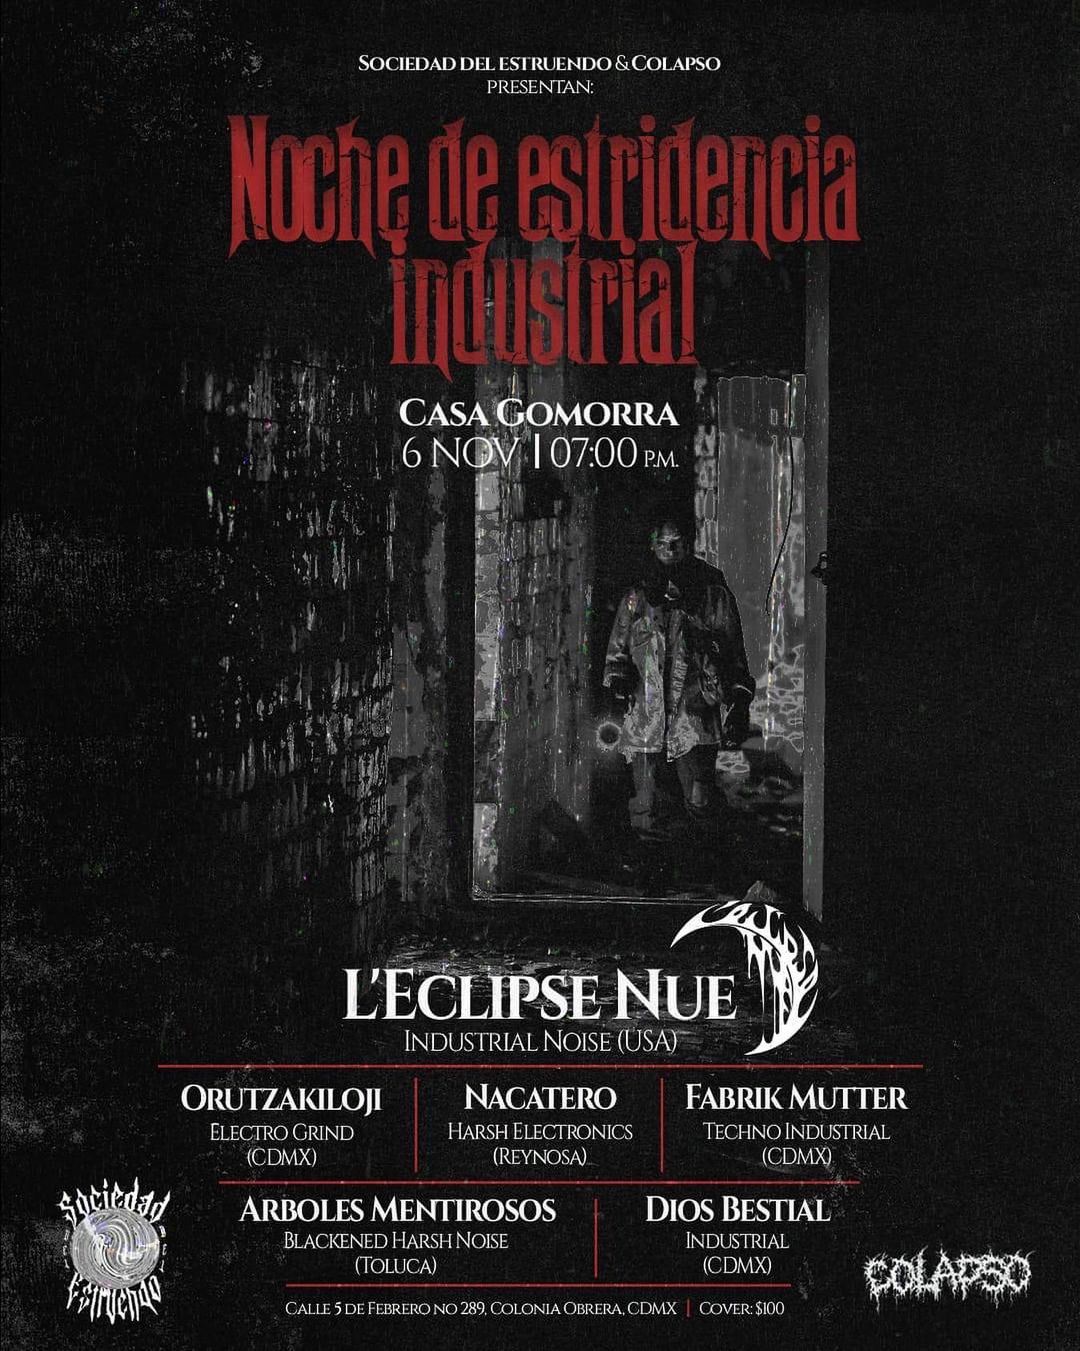 Sociedad del estruendo & Colapso
presentan:
Noche de estridencia
industrial
Casa Gomorra
6 NOV | 07:00 P.M.
L'Eclipse Nue
L'Eclipse Nue
Industrial Noise (USA)
Orutzakiloji
Electro Grind
(CDMX)
Nacatero
Harsh Electronics
(Reynosa)
Fabrik Mutter
Techno Industrial
(CDMX)
Arboles Mentirosos
Blackened Harsh Noise
(Toluca)
Dios Bestial
Industrial
(CDMX)
Sociedad
del
Estruendo
COLAPSO
Calle 5 de Febrero no 289, Colonia Obrera, CDMX | Cover: $100